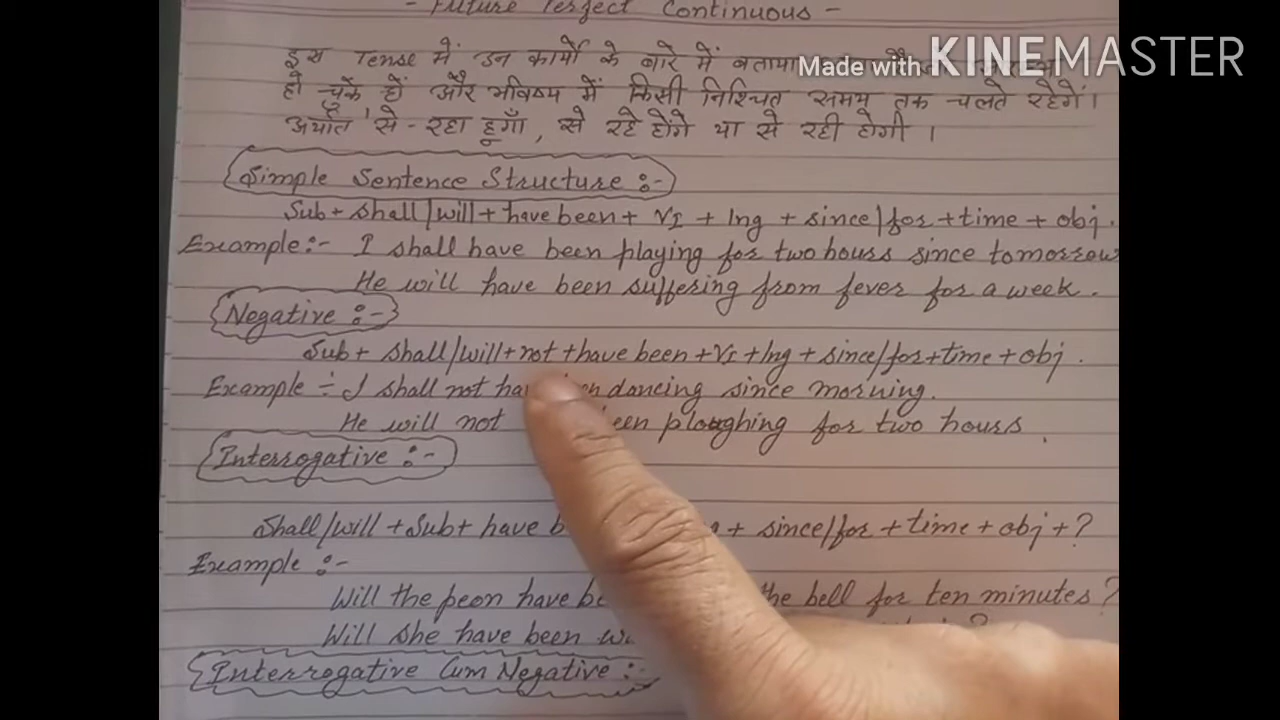 - Future Perfect Continuous -
Made with KINEMASTER
इस Tense में उन कार्यो के बारे में बताया
हो चूकें हों और भविष्य में किसी निश्चित समय तक चलते रहेगें।
अर्थात से - रहा हूगाँ, से रहे होंगे या से रही होगी।
Simple Sentence Structure :-
Sub + shall/will + have been + VI + Ing + since/for + time + obj.
Example:- I shall have been playing for two hours since tomorrow
He will have been suffering from fever for a week.
Negative :-
Sub + shall/will + not + have been + VI + Ing + since/for + time + obj.
Example ÷ I shall not dancing since morning.
He will not ploughing for two hours.
Interrogative :-
Shall/will + Sub + have + since/for + time + obj + ?
Example :-
Will the peon have the bell for ten minutes?
Will she have been
Interrogative Cum Negative :-